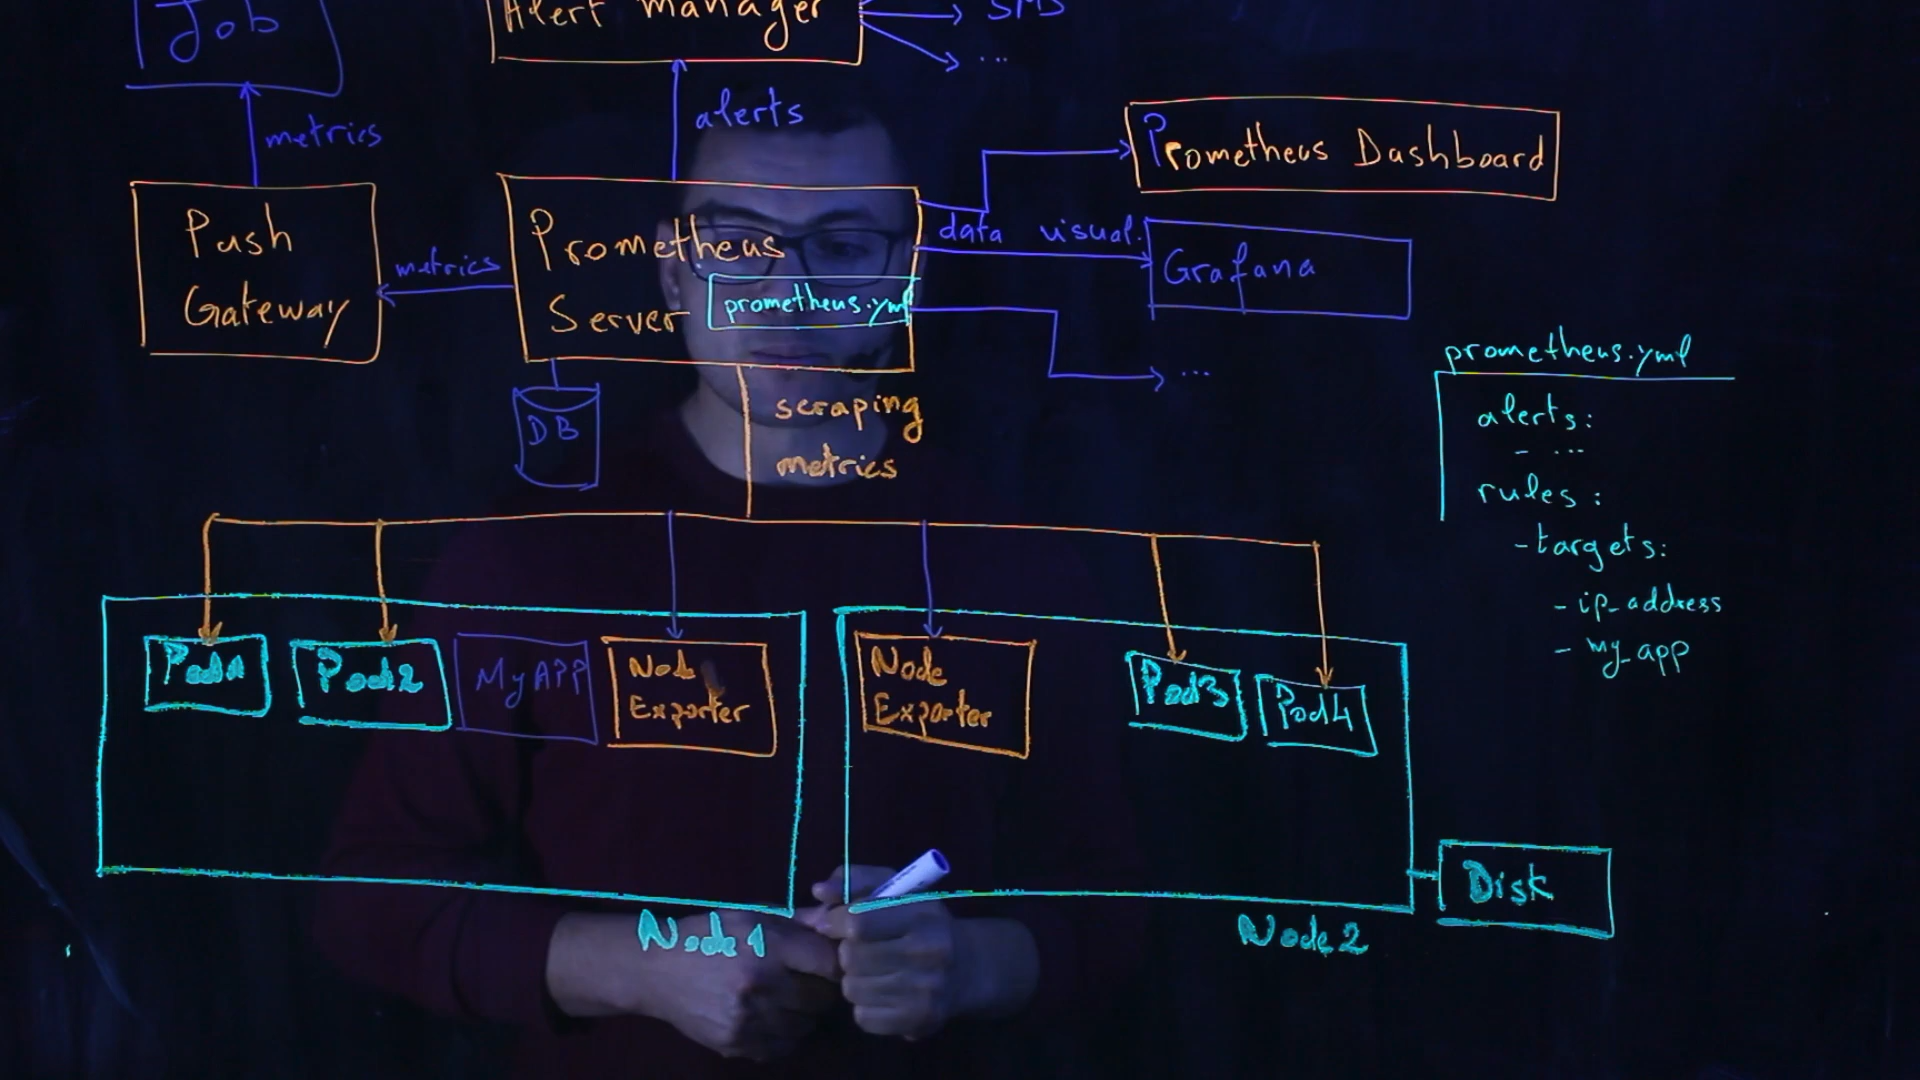 Job
Alert manager
SMS
...
metrics
alerts
Prometheus Dashboard
Push
Gateway
metrics
Prometheus
Server
prometheus.yml
data visual.
Grafana
...
DB
scraping
metrics
prometheus.yml
alerts:
- ...
rules:
- targets:
- ip_address
- my_app
Pod1
Pod2
MyAPP
Node
Exporter
Node
Exporter
Pod3
Pod4
Node1
Node2
Disk